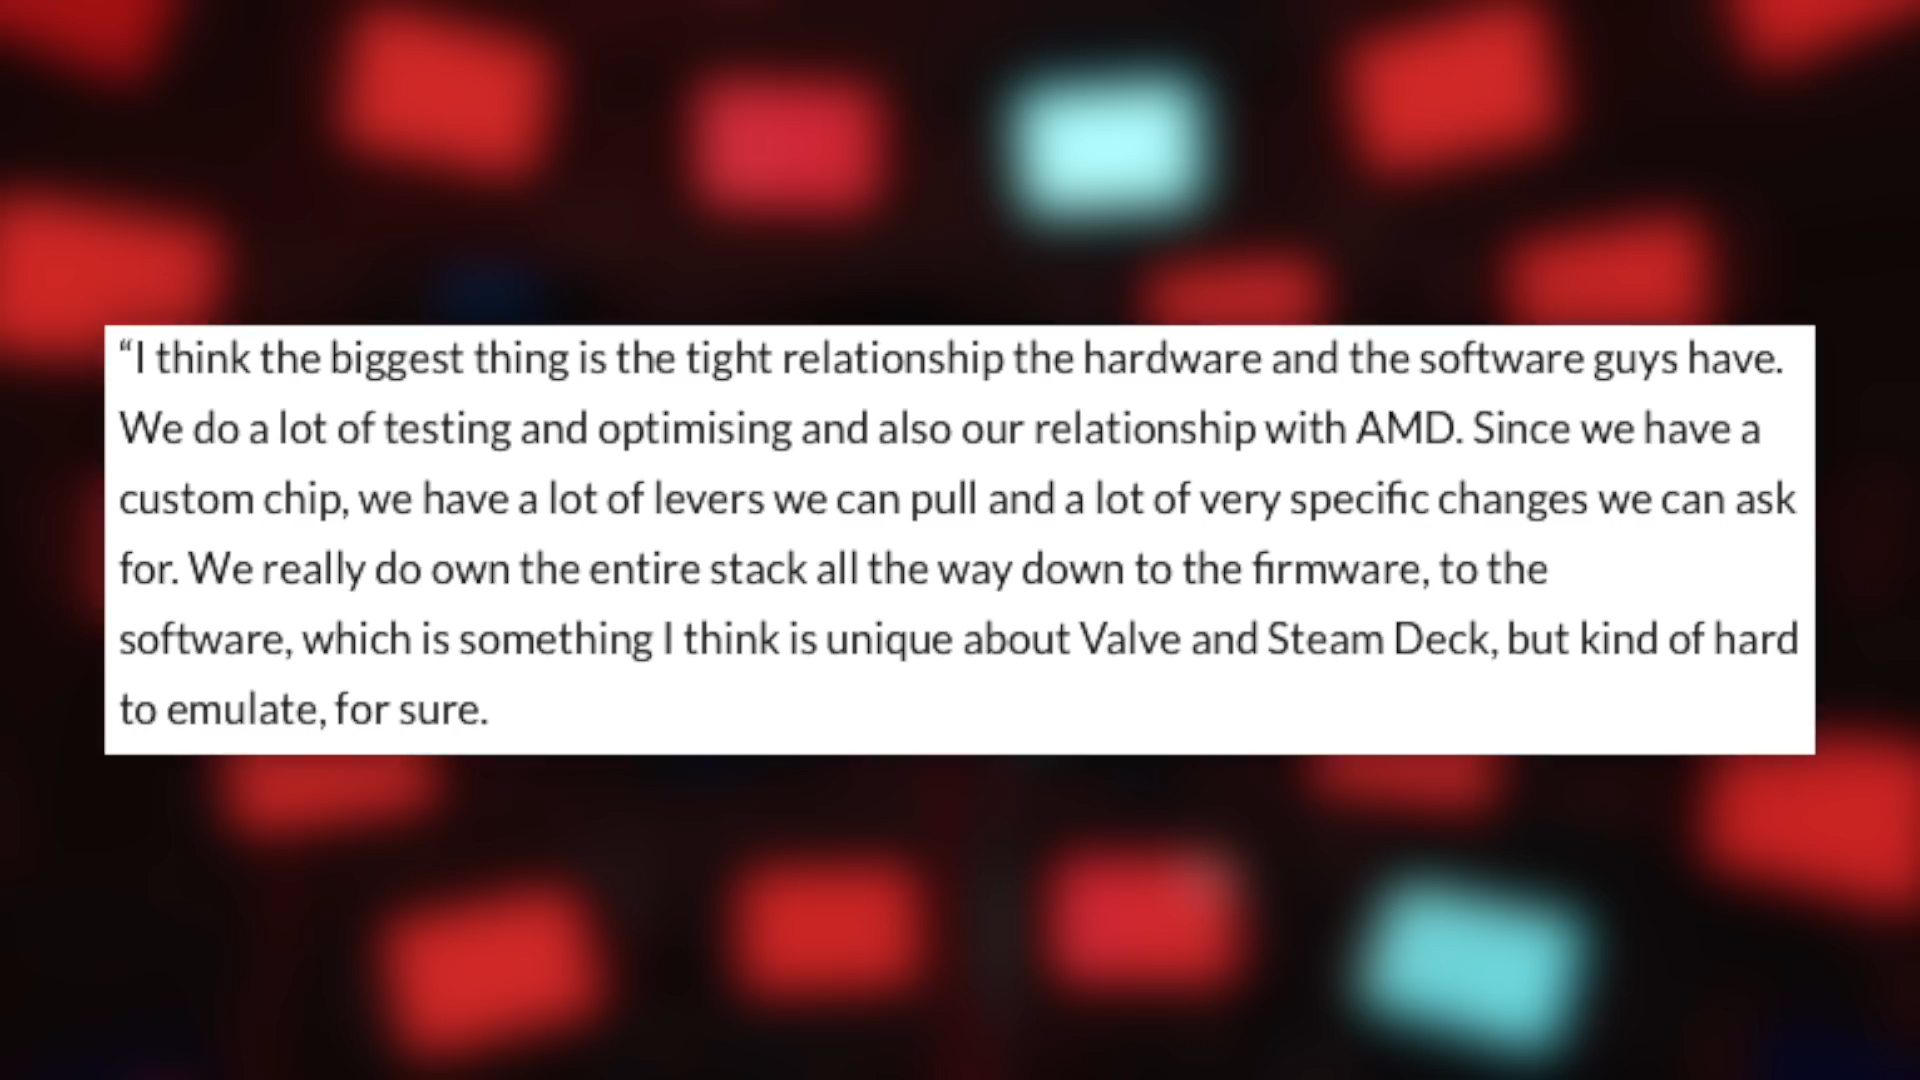 “I think the biggest thing is the tight relationship the hardware and the software guys have.
We do a lot of testing and optimising and also our relationship with AMD. Since we have a
custom chip, we have a lot of levers we can pull and a lot of very specific changes we can ask
for. We really do own the entire stack all the way down to the firmware, to the
software, which is something I think is unique about Valve and Steam Deck, but kind of hard
to emulate, for sure.